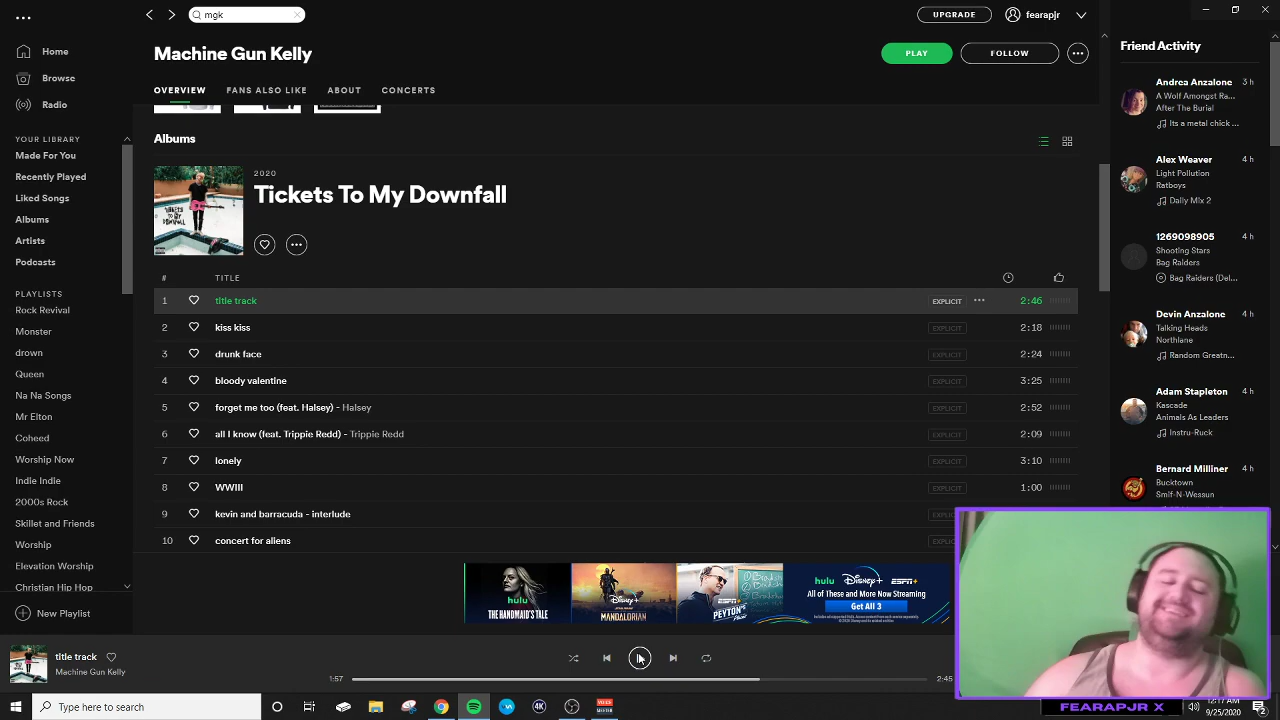 mgk
UPGRADE
fearapjr
Home
Browse
Radio
YOUR LIBRARY
Made For You
Recently Played
Liked Songs
Albums
Artists
Podcasts
PLAYLISTS
Rock Revival
Monster
drown
Queen
Na Na Songs
Mr Elton
Coheed
Worship Now
Indie Indie
2000s Rock
Skillet and Friends
Worship
Elevation Worship
Christian Hip Hop
New Playlist
Machine Gun Kelly
PLAY
FOLLOW
OVERVIEW FANS ALSO LIKE ABOUT CONCERTS
Albums
2020
Tickets To My Downfall
TICKETS TO MY DOWNFALL
# TITLE
1 title track EXPLICIT 2:46
2 kiss kiss EXPLICIT 2:18
3 drunk face EXPLICIT 2:24
4 bloody valentine EXPLICIT 3:25
5 forget me too (feat. Halsey) - Halsey EXPLICIT 2:52
6 all I know (feat. Trippie Redd) - Trippie Redd EXPLICIT 2:09
7 lonely EXPLICIT 3:10
8 WWIII EXPLICIT 1:00
9 kevin and barracuda - interlude
10 concert for aliens
Friend Activity
Andrea Anzalone 3 h
A Wolf Amongst Ra...
After The Burial
Its a metal chick ...
Alex Weaver 4 h
Light Pollution
Ratboys
Daily Mix 2
1269098905 4 h
Shooting Stars
Bag Raiders
Bag Raiders (Del...
Devin Anzalone 4 h
Talking Heads
Northlane
Random Greatn...
Adam Stapleton 4 h
Kascade
Animals As Leaders
Instru-Ruck
Bernard Milliner 4 h
Bucktown
Smif-N-Wessun
hulu
THE HANDMAID'S TALE
Disney+
MANDALORIAN
PEYTON'S
hulu Disney+ ESPN+
All of These and More Now Streaming
Get All 3
title track
Machine Gun Kelly
1:57
2:45
Type here to search
VOICE MEETER
4K
FEARAPJR X
12:17 AM
9/25/2020